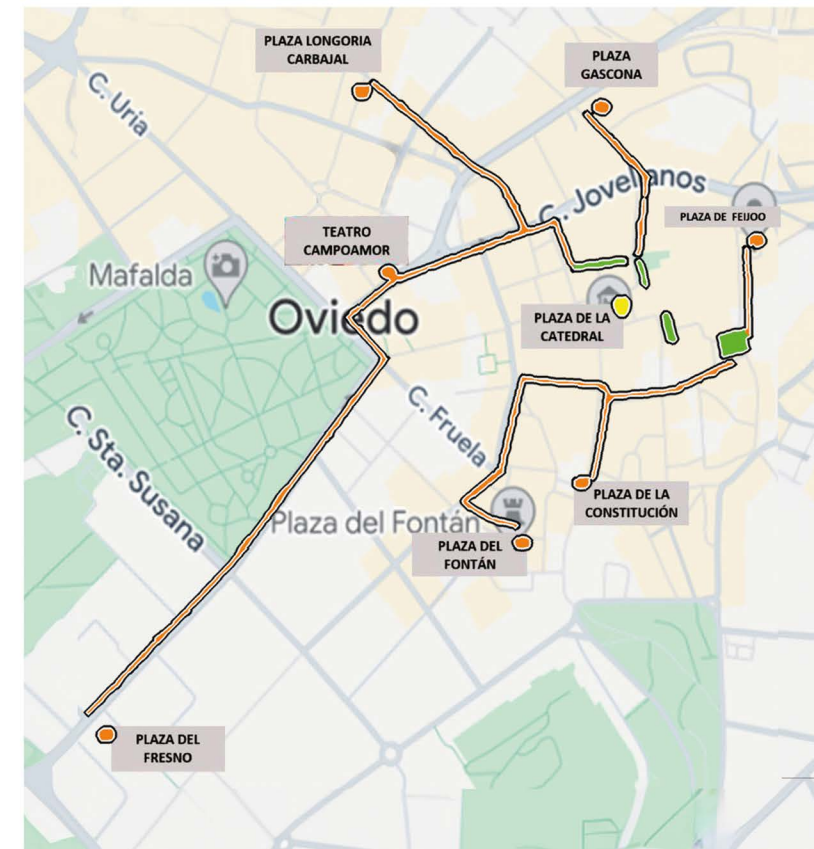 PLAZA LONGORIA
CARBAJAL
PLAZA
GASCONA
C. Uria
C. Jovellanos
PLAZA DE FEIJOO
TEATRO
CAMPOAMOR
Mafalda
Oviedo
PLAZA DE LA
CATEDRAL
C. Fruela
C. Sta. Susana
PLAZA DE LA
CONSTITUCIÓN
Plaza del Fontán
PLAZA DEL
FONTÁN
PLAZA DEL
FRESNO